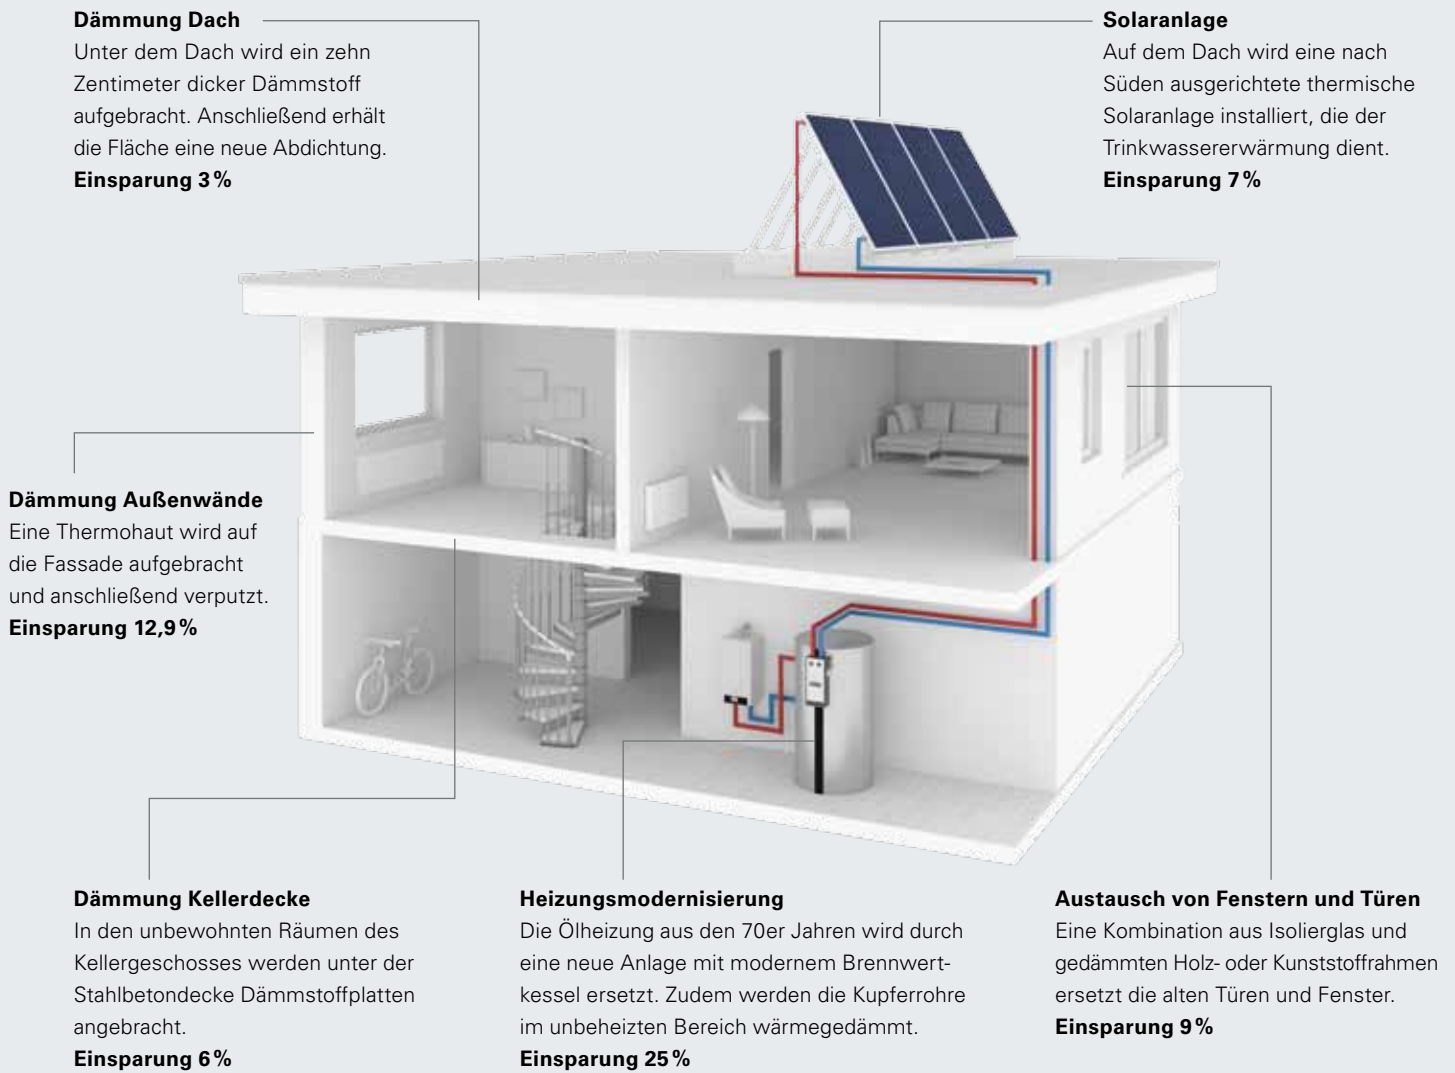 Dämmung Dach
Unter dem Dach wird ein zehn
Zentimeter dicker Dämmstoff
aufgebracht. Anschließend erhält
die Fläche eine neue Abdichtung.
Einsparung 3 %
Solaranlage
Auf dem Dach wird eine nach
Süden ausgerichtete thermische
Solaranlage installiert, die der
Trinkwassererwärmung dient.
Einsparung 7 %
Dämmung Außenwände
Eine Thermohaut wird auf
die Fassade aufgebracht
und anschließend verputzt.
Einsparung 12,9 %
Dämmung Kellerdecke
In den unbewohnten Räumen des
Kellergeschosses werden unter der
Stahlbetondecke Dämmstoffplatten
angebracht.
Einsparung 6 %
Heizungsmodernisierung
Die Ölheizung aus den 70er Jahren wird durch
eine neue Anlage mit modernem Brennwert-
kessel ersetzt. Zudem werden die Kupferrohre
im unbeheizten Bereich wärmegedämmt.
Einsparung 25 %
Austausch von Fenstern und Türen
Eine Kombination aus Isolierglas und
gedämmten Holz- oder Kunststoffrahmen
ersetzt die alten Türen und Fenster.
Einsparung 9 %